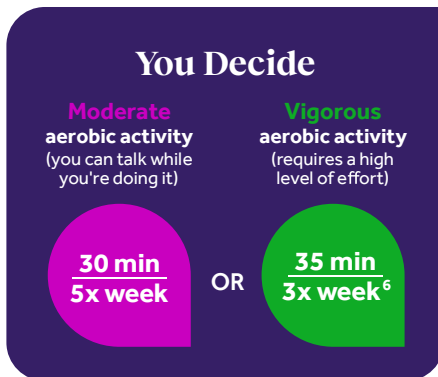 You Decide
Moderate
aerobic activity
(you can talk while
you're doing it)
Vigorous
aerobic activity
(requires a high
level of effort)
30 min
5x week
OR
35 min
3x week⁶